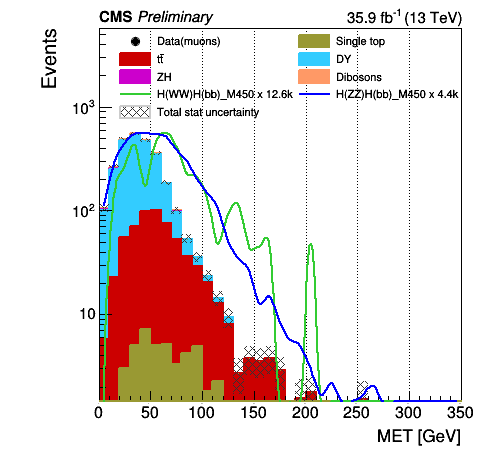 CMS Preliminary 35.9 fb⁻¹ (13 TeV)
Events
Data(muons) Single top
tt̄ DY
ZH Dibosons
H(WW)H(bb)_M450 x 12.6k H(ZZ)H(bb)_M450 x 4.4k
Total stat uncertainty
10³
10²
10
0 50 100 150 200 250 300 350
MET [GeV]